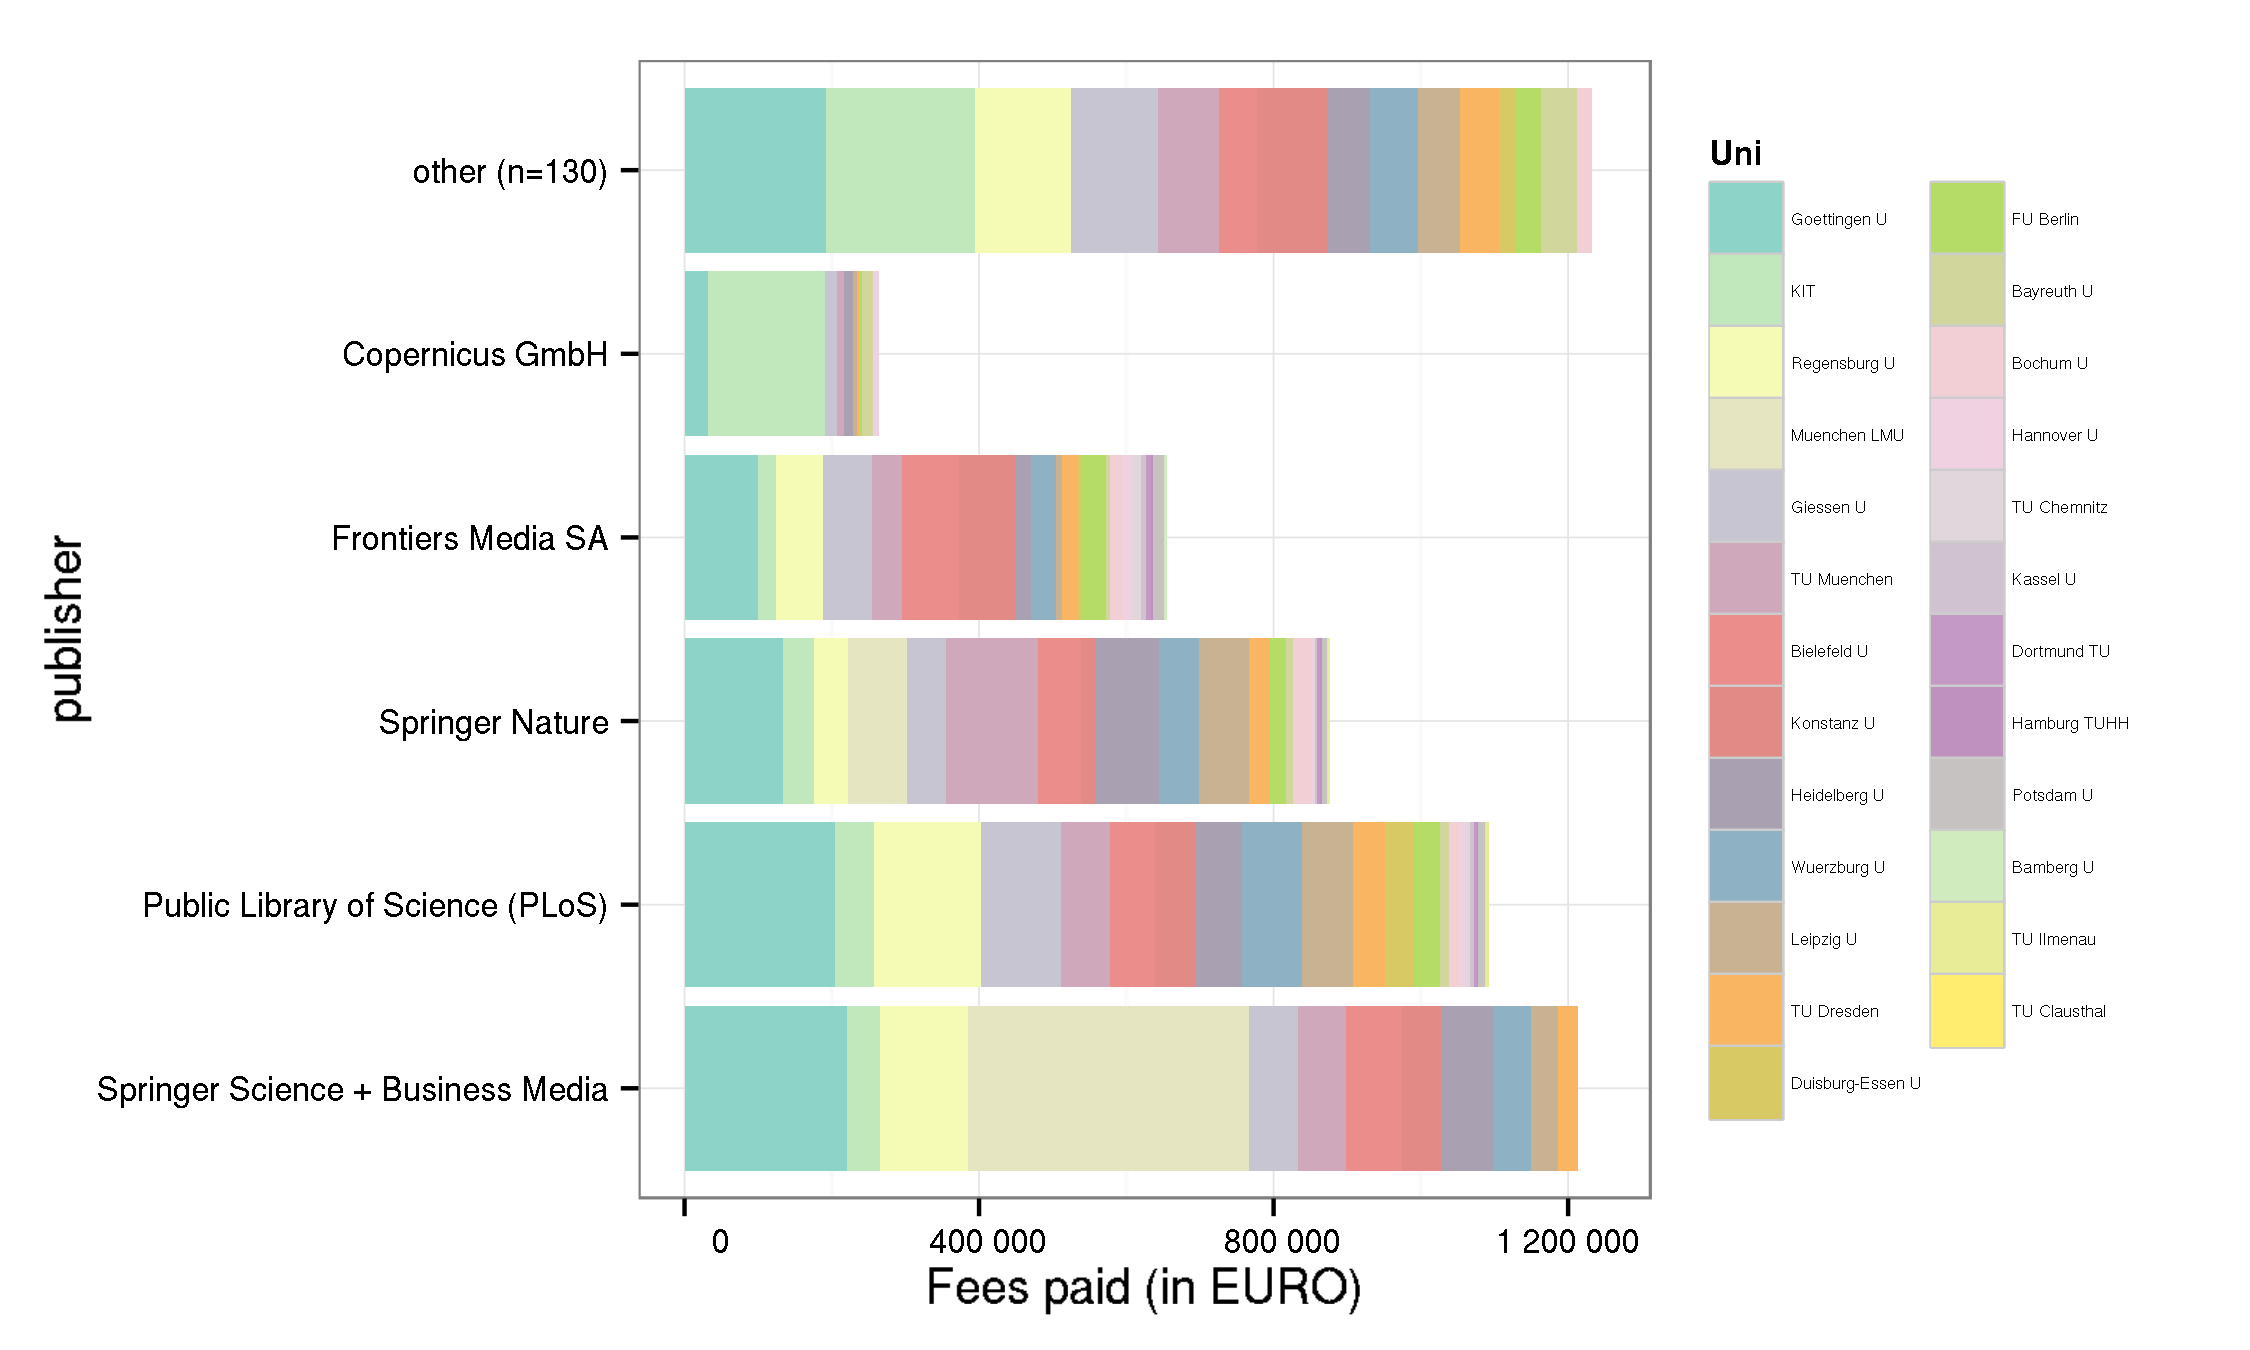 publisher
other (n=130)
Copernicus GmbH
Frontiers Media SA
Springer Nature
Public Library of Science (PLoS)
Springer Science + Business Media
0
400 000
800 000
1 200 000
Fees paid (in EURO)
Uni
Goettingen U
KIT
Regensburg U
Muenchen LMU
Giessen U
TU Muenchen
Bielefeld U
Konstanz U
Heidelberg U
Wuerzburg U
Leipzig U
TU Dresden
Duisburg-Essen U
FU Berlin
Bayreuth U
Bochum U
Hannover U
TU Chemnitz
Kassel U
Dortmund TU
Hamburg TUHH
Potsdam U
Bamberg U
TU Ilmenau
TU Clausthal